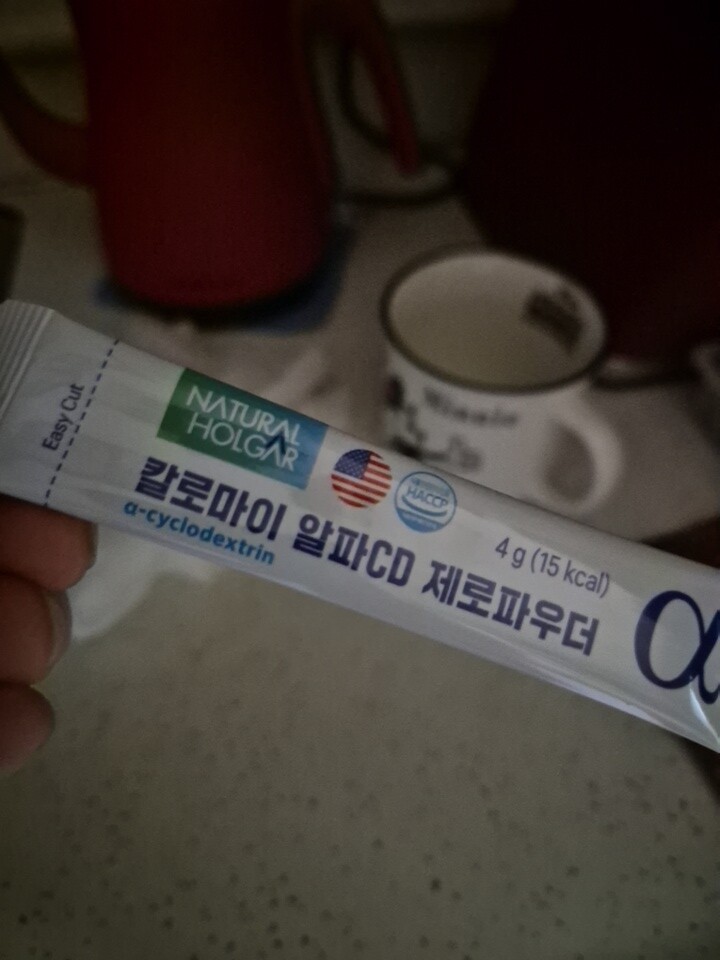 Easy Cut
NATURAL
HOLGAR
HACCP
칼로마이 알파CD 제로파우더
α-cyclodextrin
4 g (15 kcal)
α